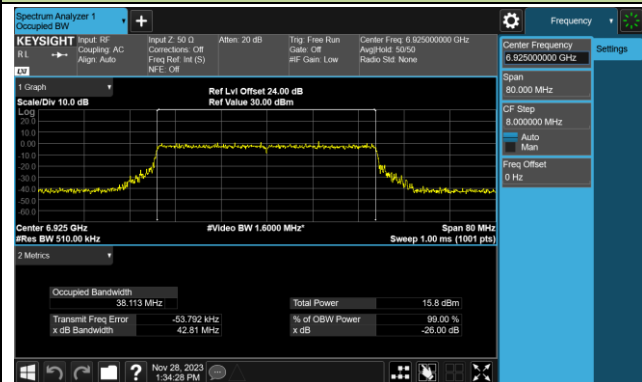 Spectrum Analyzer 1
Occupied BW
Frequency
KEYSIGHT
RL
Input: RF
Coupling: AC
Align: Auto
Input Z: 50 Ω
Corrections: Off
Freq Ref: Int (S)
NFE: Off
Atten: 20 dB
Trig: Free Run
Gate: Off
#IF Gain: Low
Center Freq: 6.925000000 GHz
Avg|Hold: 50/50
Radio Std: None
Center Frequency
6.925000000 GHz
Settings
Span
80.000 MHz
CF Step
8.000000 MHz
Auto
Man
Freq Offset
0 Hz
1 Graph
Scale/Div 10.0 dB
Ref Lvl Offset 24.00 dB
Ref Value 30.00 dBm
Log
20.0
10.0
0.00
-10.0
-20.0
-30.0
-40.0
-50.0
-60.0
Center 6.925 GHz
#Res BW 510.00 kHz
#Video BW 1.6000 MHz*
Span 80 MHz
Sweep 1.00 ms (1001 pts)
2 Metrics
Occupied Bandwidth
38.113 MHz
Total Power 15.8 dBm
Transmit Freq Error -53.792 kHz
% of OBW Power 99.00 %
x dB Bandwidth 42.81 MHz
x dB -26.00 dB
?
Nov 28, 2023
1:34:28 PM